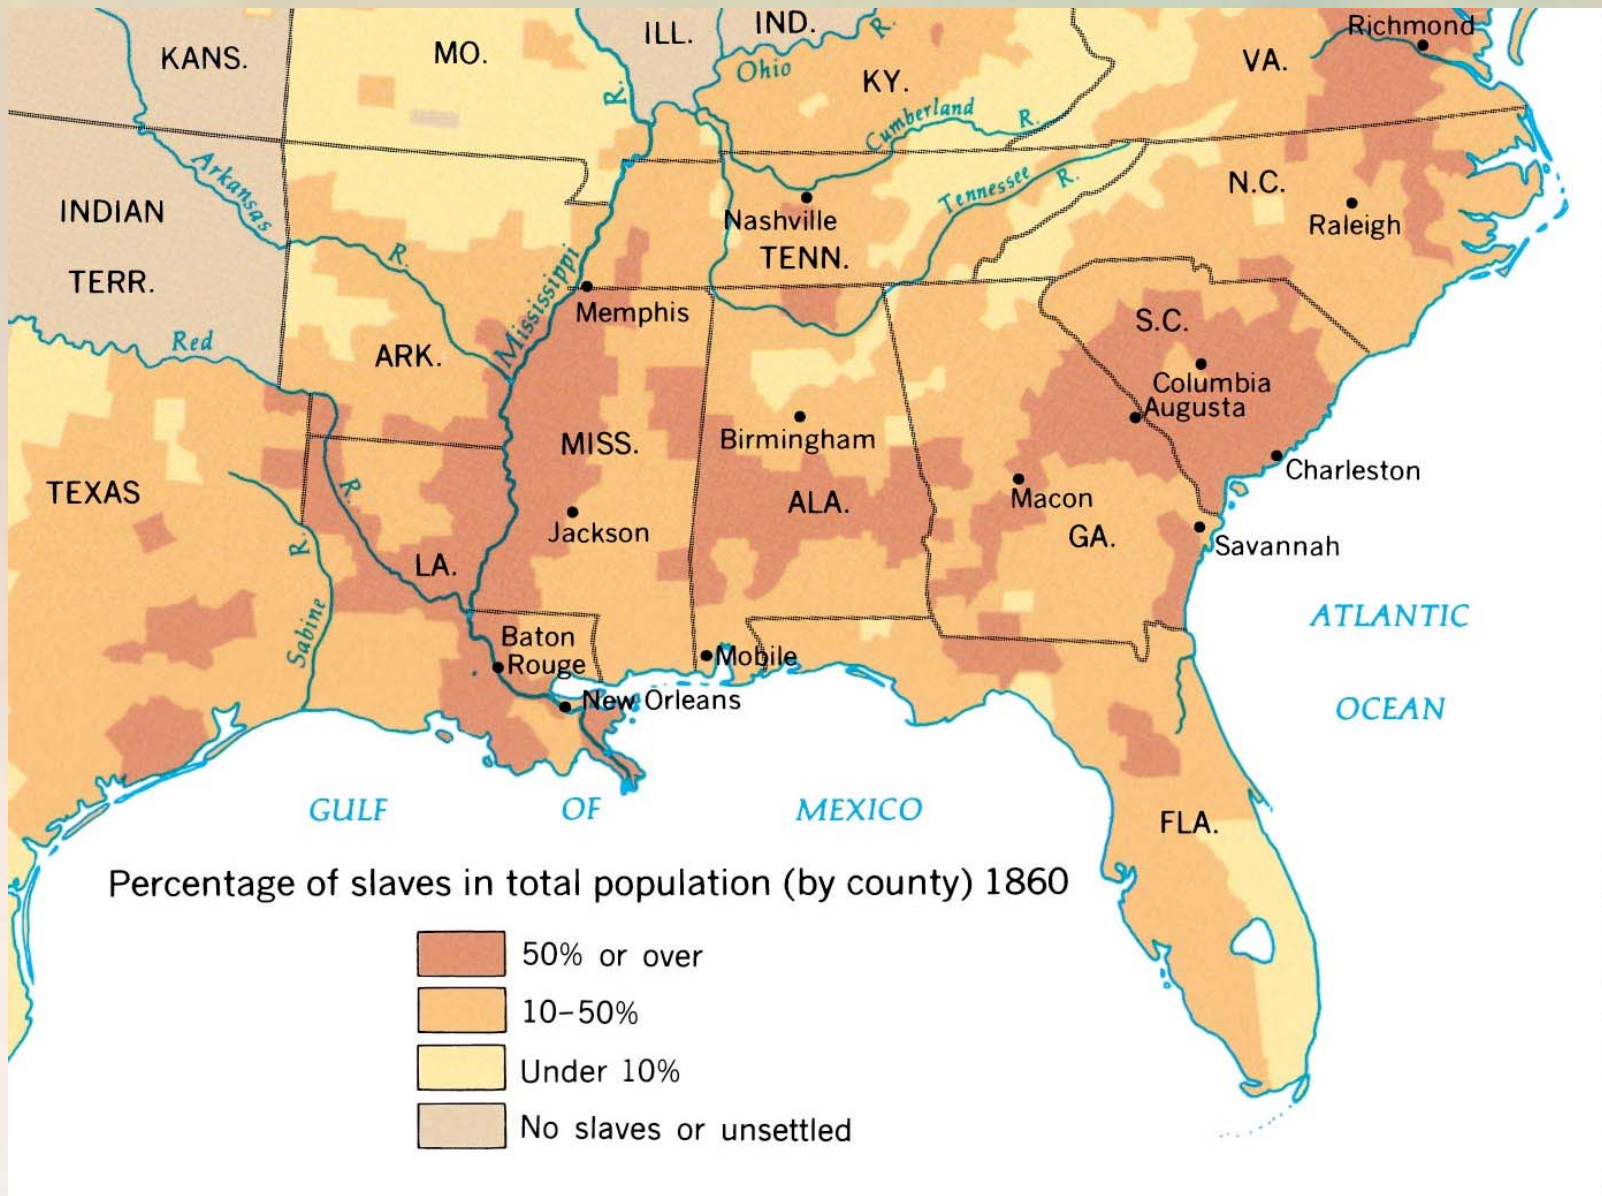 KANS.
MO.
ILL.
IND.
R.
Ohio
R.
KY.
VA.
Richmond
Cumberland
R.
Arkansas
R.
INDIAN
TERR.
Red
R.
Mississippi
Nashville
TENN.
Tennessee
R.
N.C.
Raleigh
Memphis
ARK.
S.C.
Columbia
Augusta
Birmingham
MISS.
TEXAS
ALA.
Macon
GA.
Charleston
Jackson
Savannah
R.
LA.
Sabine
Baton
Rouge
Mobile
New Orleans
ATLANTIC
OCEAN
GULF OF MEXICO
FLA.
Percentage of slaves in total population (by county) 1860
50% or over
10–50%
Under 10%
No slaves or unsettled